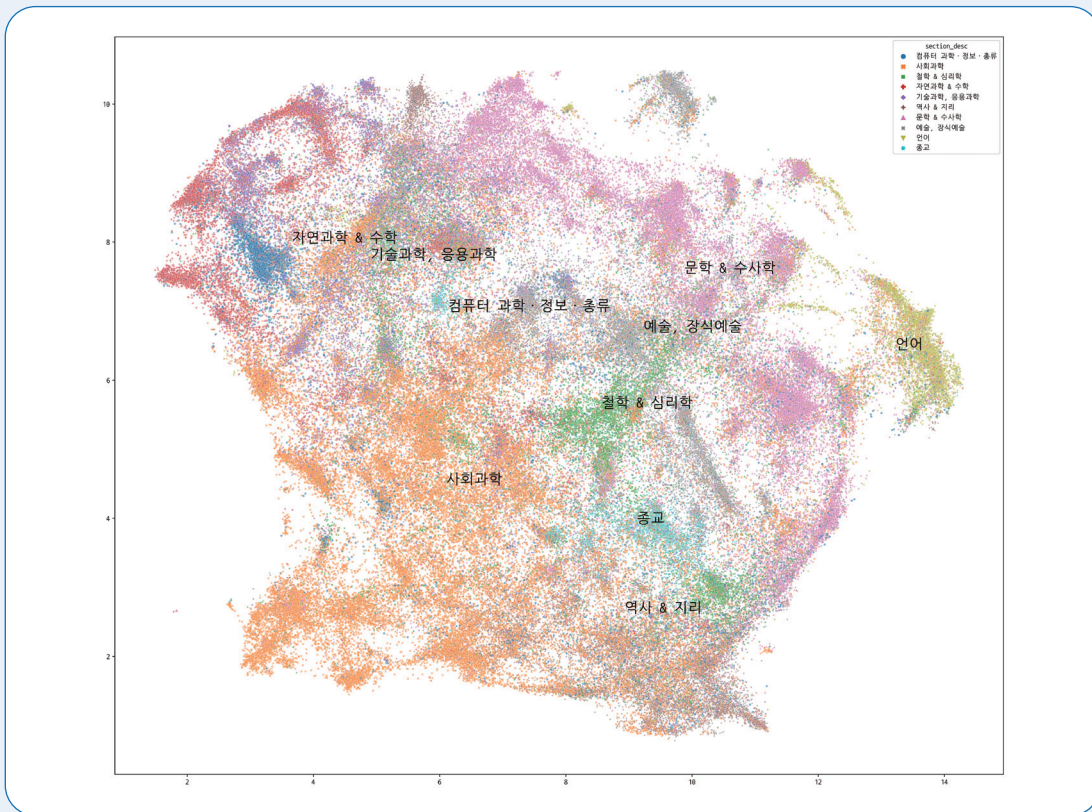 section_desc
컴퓨터 과학·정보·총류
사회과학
철학 & 심리학
자연과학 & 수학
기술과학, 응용과학
역사 & 지리
문학 & 수사학
예술, 장식예술
언어
종교
10
8
6
4
2
자연과학 & 수학
기술과학, 응용과학
문학 & 수사학
컴퓨터 과학·정보·총류
예술, 장식예술
언어
철학 & 심리학
사회과학
종교
역사 & 지리
2
4
6
8
10
12
14